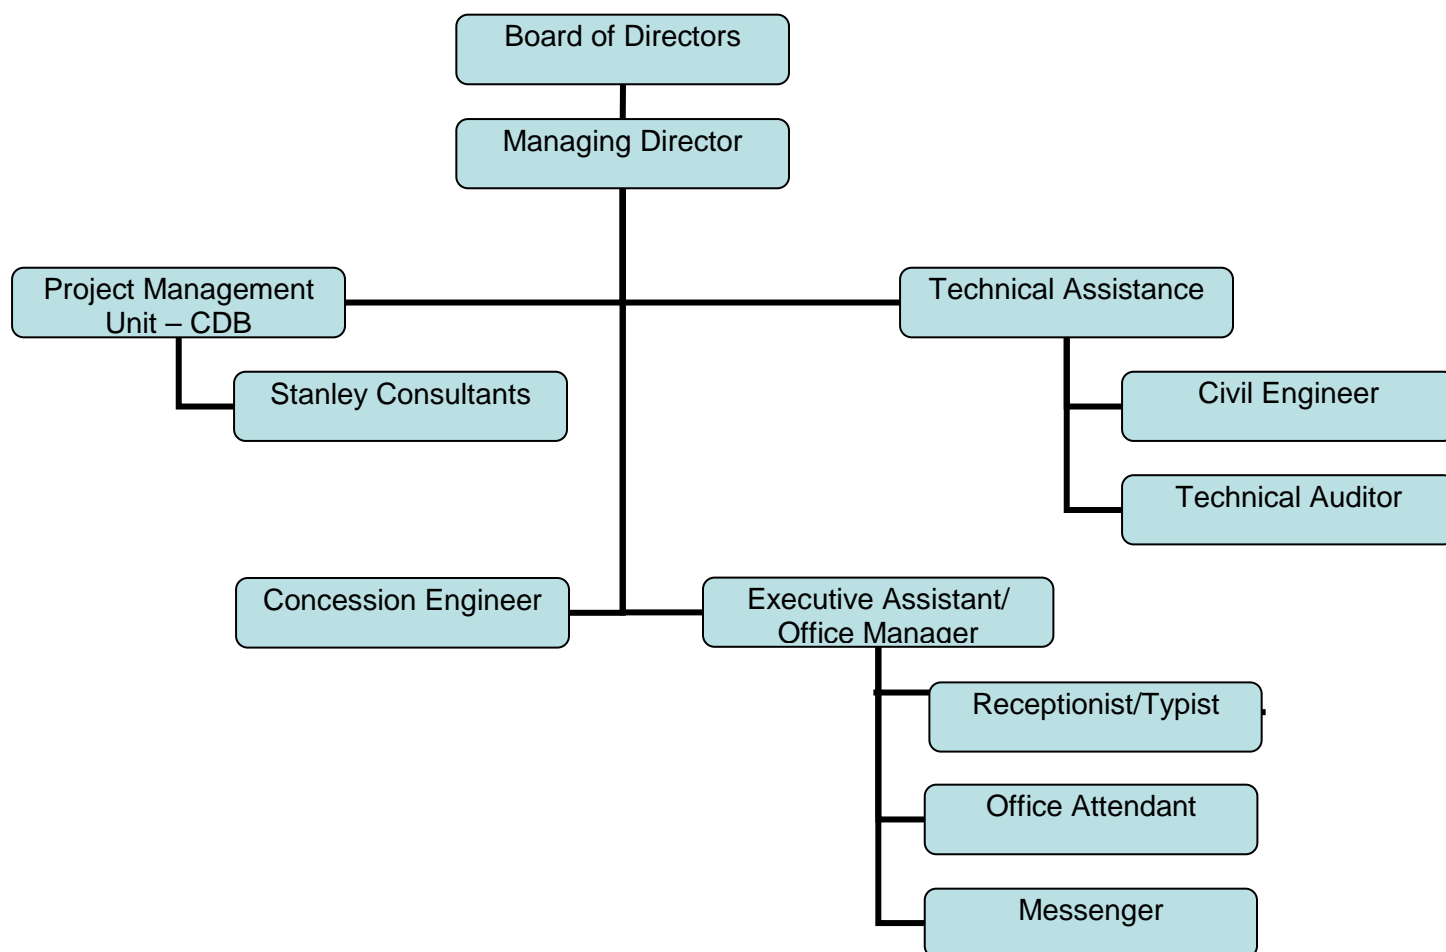 Board of Directors
Managing Director
Project Management
Unit – CDB
Technical Assistance
Stanley Consultants
Civil Engineer
Technical Auditor
Concession Engineer
Executive Assistant/
Office Manager
Receptionist/Typist
Office Attendant
Messenger